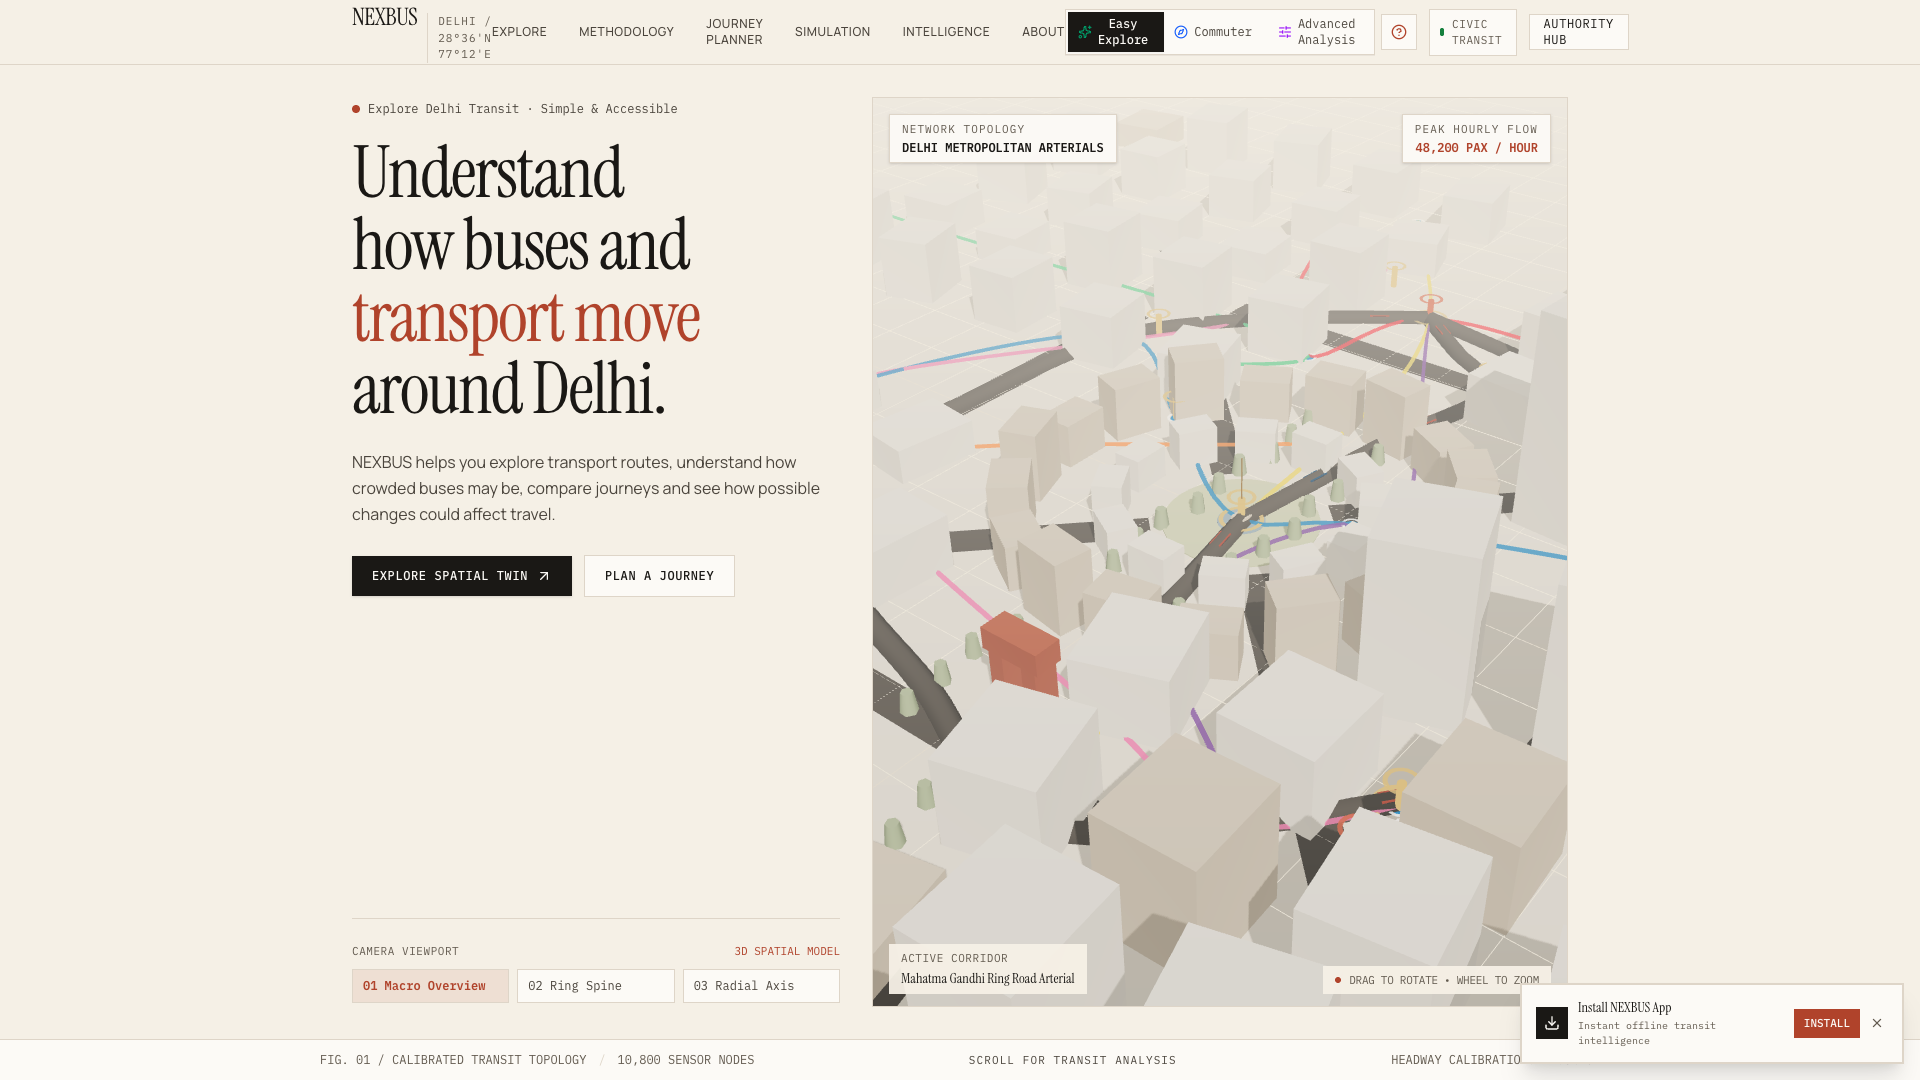 NEXBUS
DELHI /
28°36'N
77°12'E
EXPLORE
METHODOLOGY
JOURNEY
PLANNER
SIMULATION
INTELLIGENCE
ABOUT
Easy
Explore
Commuter
Advanced
Analysis
CIVIC
TRANSIT
AUTHORITY
HUB
Explore Delhi Transit · Simple & Accessible
Understand
how buses and
transport move
around Delhi.
NEXBUS helps you explore transport routes, understand how
crowded buses may be, compare journeys and see how possible
changes could affect travel.
EXPLORE SPATIAL TWIN
PLAN A JOURNEY
CAMERA VIEWPORT
3D SPATIAL MODEL
01 Macro Overview
02 Ring Spine
03 Radial Axis
NETWORK TOPOLOGY
DELHI METROPOLITAN ARTERIALS
PEAK HOURLY FLOW
48,200 PAX / HOUR
ACTIVE CORRIDOR
Mahatma Gandhi Ring Road Arterial
DRAG TO ROTATE • WHEEL TO ZOOM
Install NEXBUS App
Instant offline transit
intelligence
INSTALL
FIG. 01 / CALIBRATED TRANSIT TOPOLOGY / 10,800 SENSOR NODES
SCROLL FOR TRANSIT ANALYSIS
HEADWAY